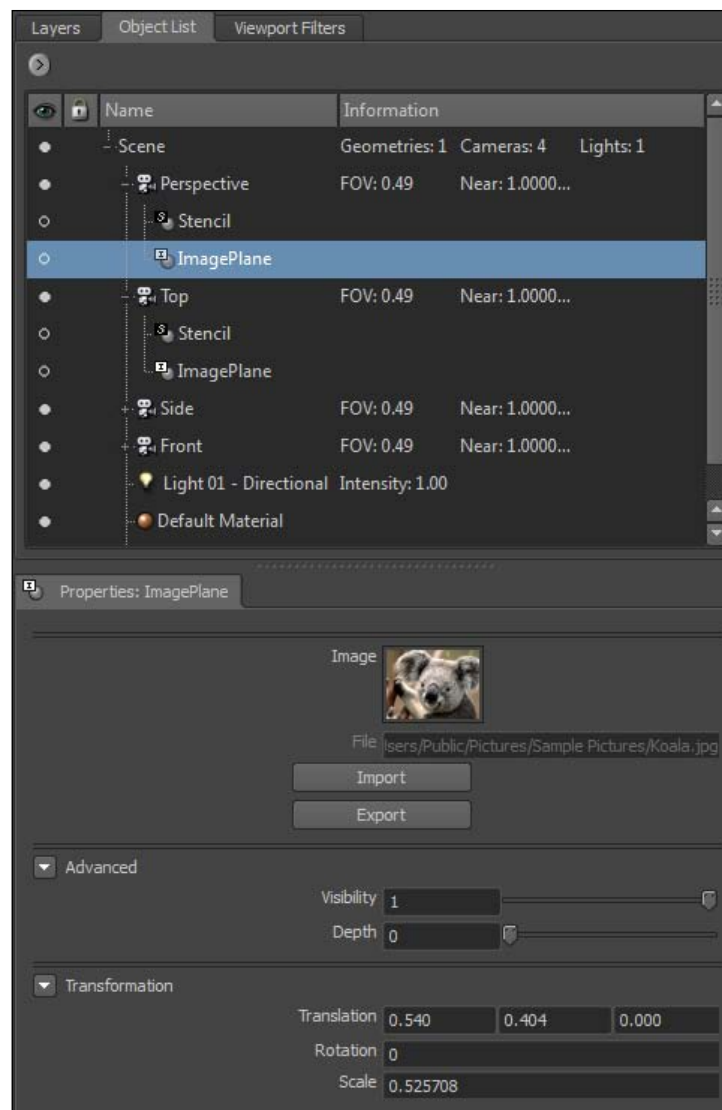 Layers Object List Viewport Filters
Name Information
Scene Geometries: 1 Cameras: 4 Lights: 1
Perspective FOV: 0.49 Near: 1.0000...
Stencil
ImagePlane
Top FOV: 0.49 Near: 1.0000...
Stencil
ImagePlane
Side FOV: 0.49 Near: 1.0000...
Front FOV: 0.49 Near: 1.0000...
Light 01 - Directional Intensity: 1.00
Default Material
Properties: ImagePlane
Image
File sers/Public/Pictures/Sample Pictures/Koala.jpg
Import
Export
Advanced
Visibility 1
Depth 0
Transformation
Translation 0.540 0.404 0.000
Rotation 0
Scale 0.525708